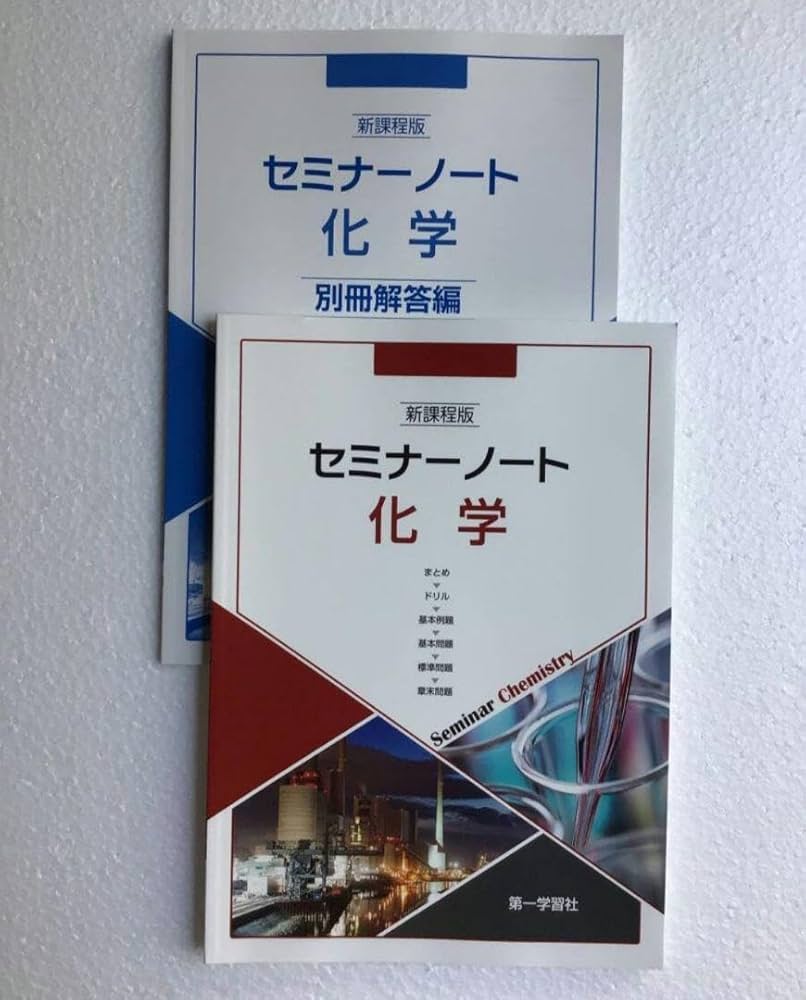 新課程版
セミナーノート
化学
別冊解答編
新課程版
セミナーノート
化学
まとめ
ドリル
基本例題
基本問題
標準問題
章末問題
Seminar Chemistry
第一学習社